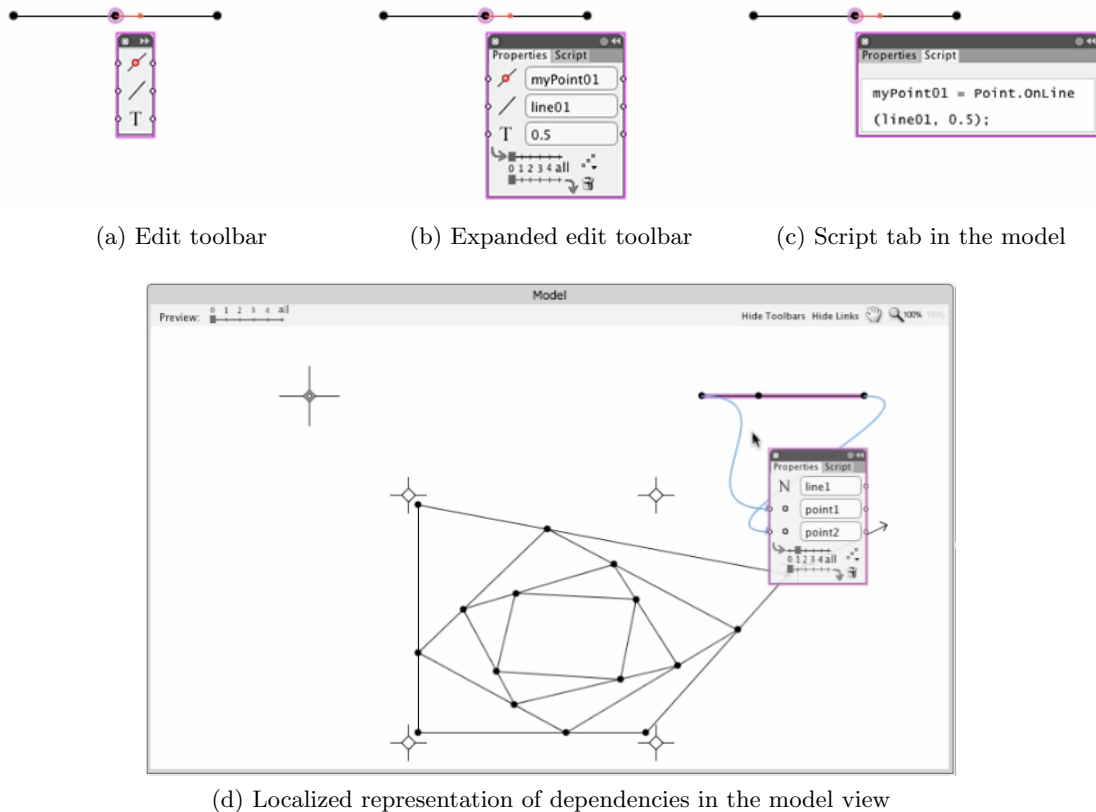 T
Properties Script
myPoint01
line01
T 0.5
0 1 2 3 4 all
Properties Script
myPoint01 = Point.OnLine
(line01, 0.5);
(a) Edit toolbar
(b) Expanded edit toolbar
(c) Script tab in the model
Model
Preview: 0 1 2 3 4 all
Hide Toolbars Hide Links 100% 100%
Properties Script
N line1
point1
point2
0 1 2 3 4 all
(d) Localized representation of dependencies in the model view